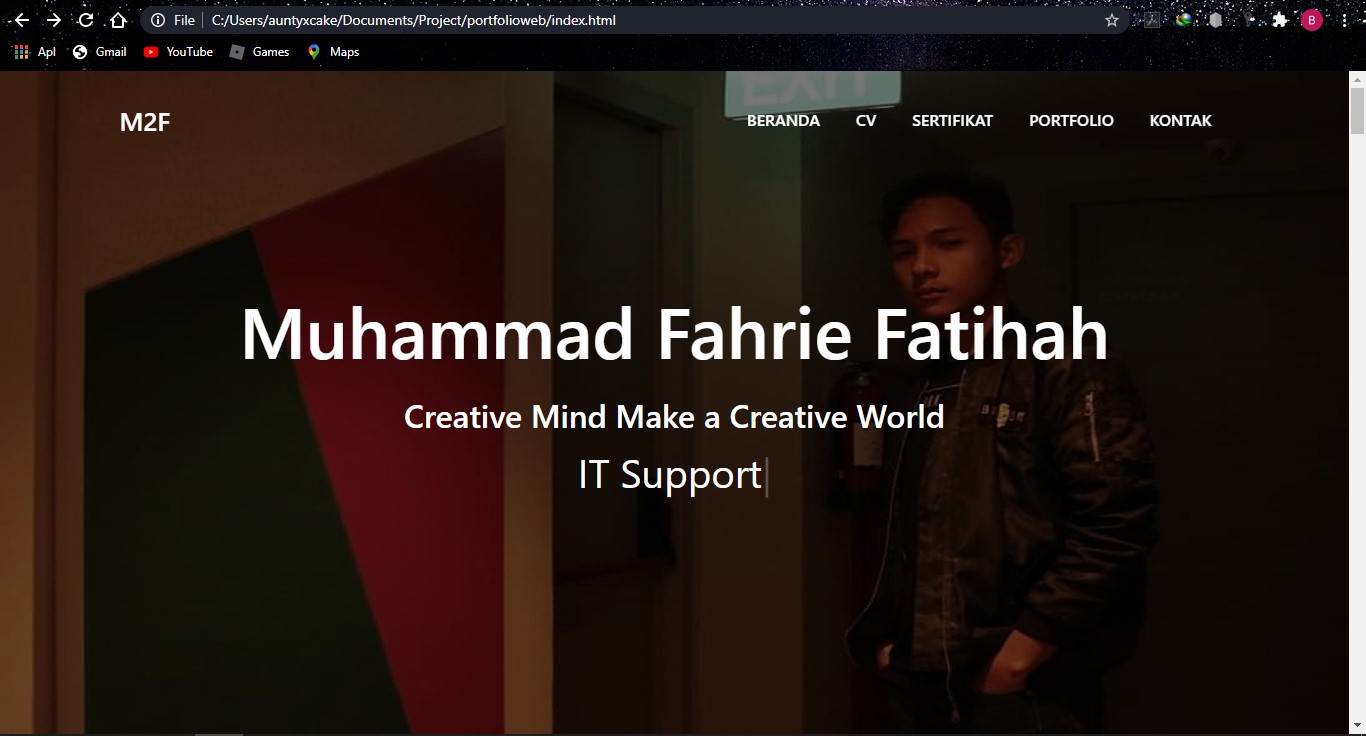 File C:/Users/auntyxcake/Documents/Project/portfolioweb/index.html B
Apl Gmail YouTube Games Maps
EXIT
M2F BERANDA CV SERTIFIKAT PORTFOLIO KONTAK
Muhammad Fahrie Fatihah
Creative Mind Make a Creative World
IT Support